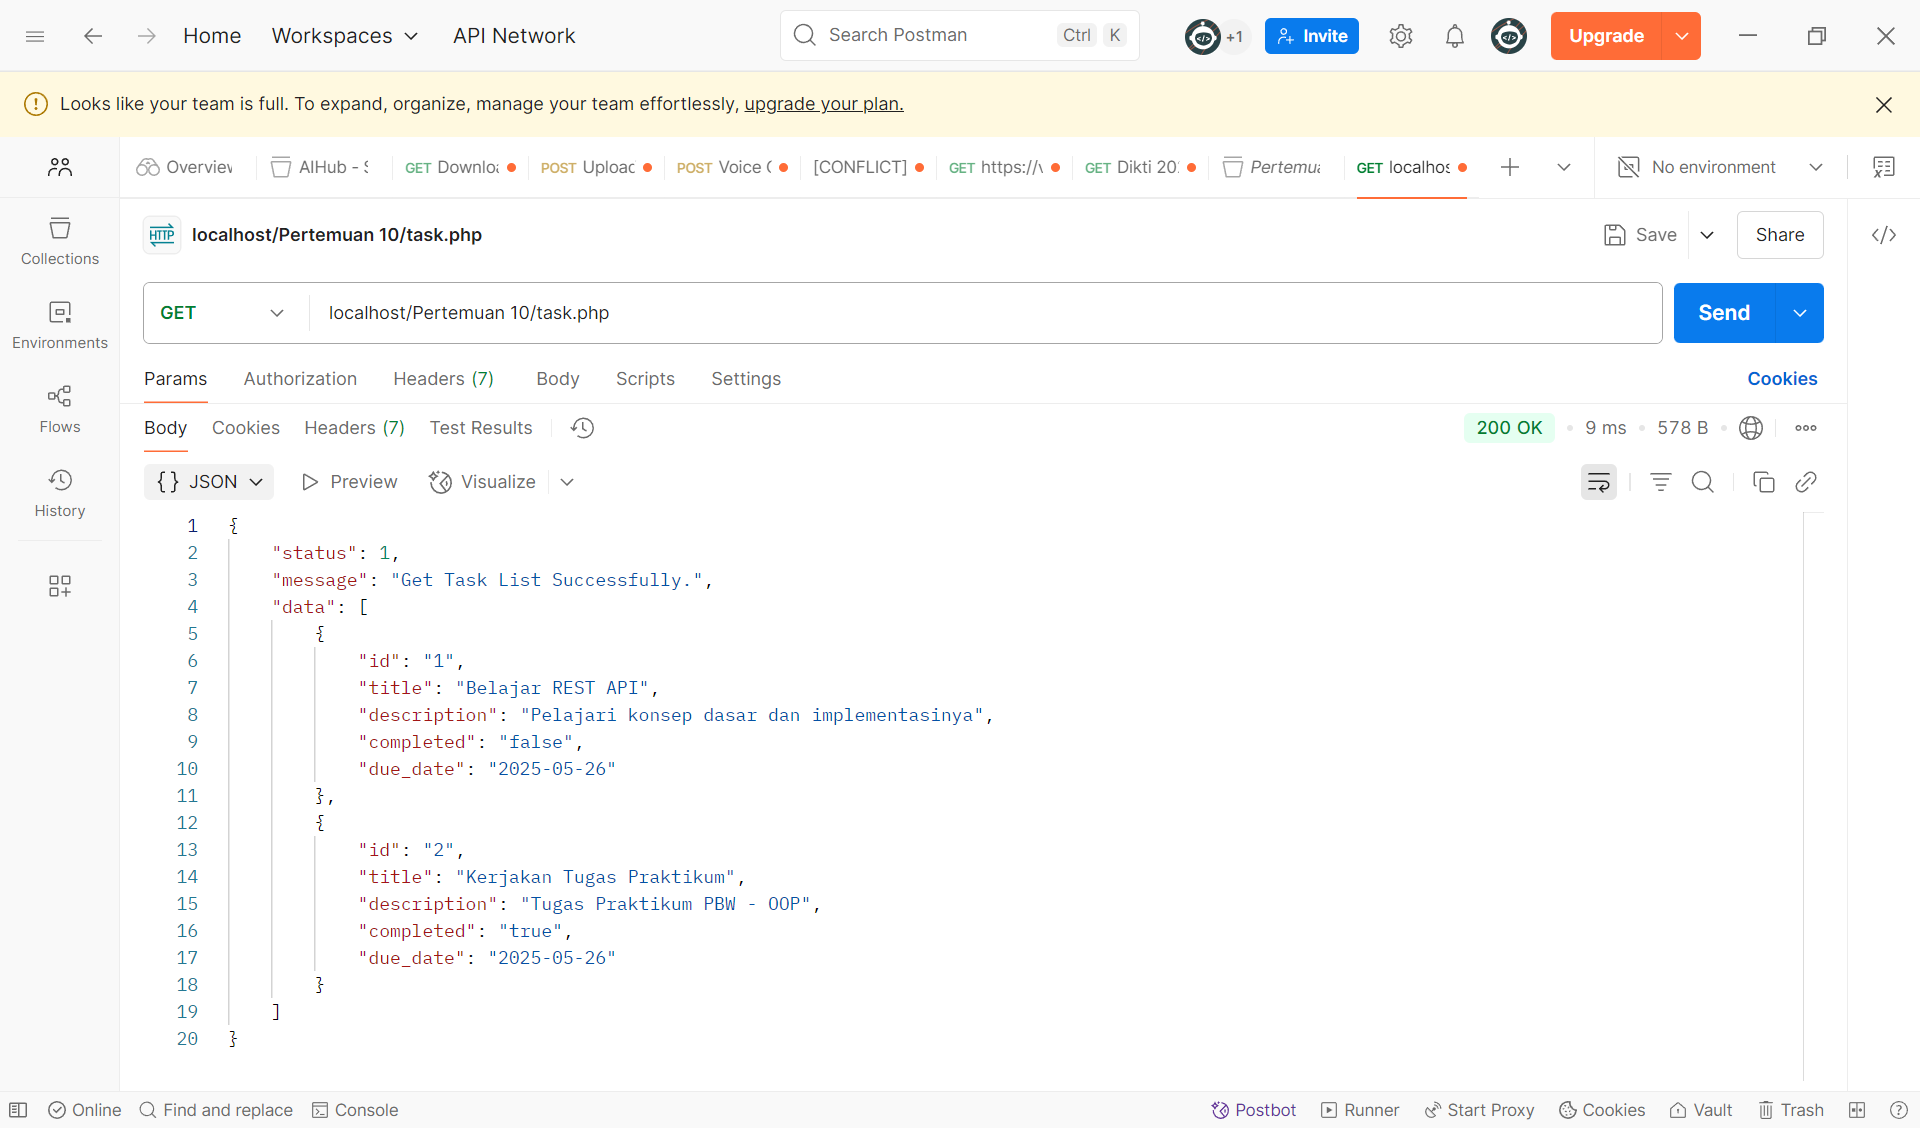 Home Workspaces API Network Search Postman Ctrl K +1 Invite Upgrade
Looks like your team is full. To expand, organize, manage your team effortlessly, upgrade your plan.
Overview AIHub - S GET Downloa POST Upload POST Voice C [CONFLICT] GET https://v GET Dikti 202 Pertemua GET localhos No environment
HTTP localhost/Pertemuan 10/task.php Save Share
GET localhost/Pertemuan 10/task.php Send
Params Authorization Headers (7) Body Scripts Settings Cookies
Body Cookies Headers (7) Test Results 200 OK 9 ms 578 B
{} JSON Preview Visualize
Collections
Environments
Flows
History
1 {
2 "status": 1,
3 "message": "Get Task List Successfully.",
4 "data": [
5 {
6 "id": "1",
7 "title": "Belajar REST API",
8 "description": "Pelajari konsep dasar dan implementasinya",
9 "completed": "false",
10 "due_date": "2025-05-26"
11 },
12 {
13 "id": "2",
14 "title": "Kerjakan Tugas Praktikum",
15 "description": "Tugas Praktikum PBW - OOP",
16 "completed": "true",
17 "due_date": "2025-05-26"
18 }
19 ]
20 }
Online Find and replace Console Postbot Runner Start Proxy Cookies Vault Trash